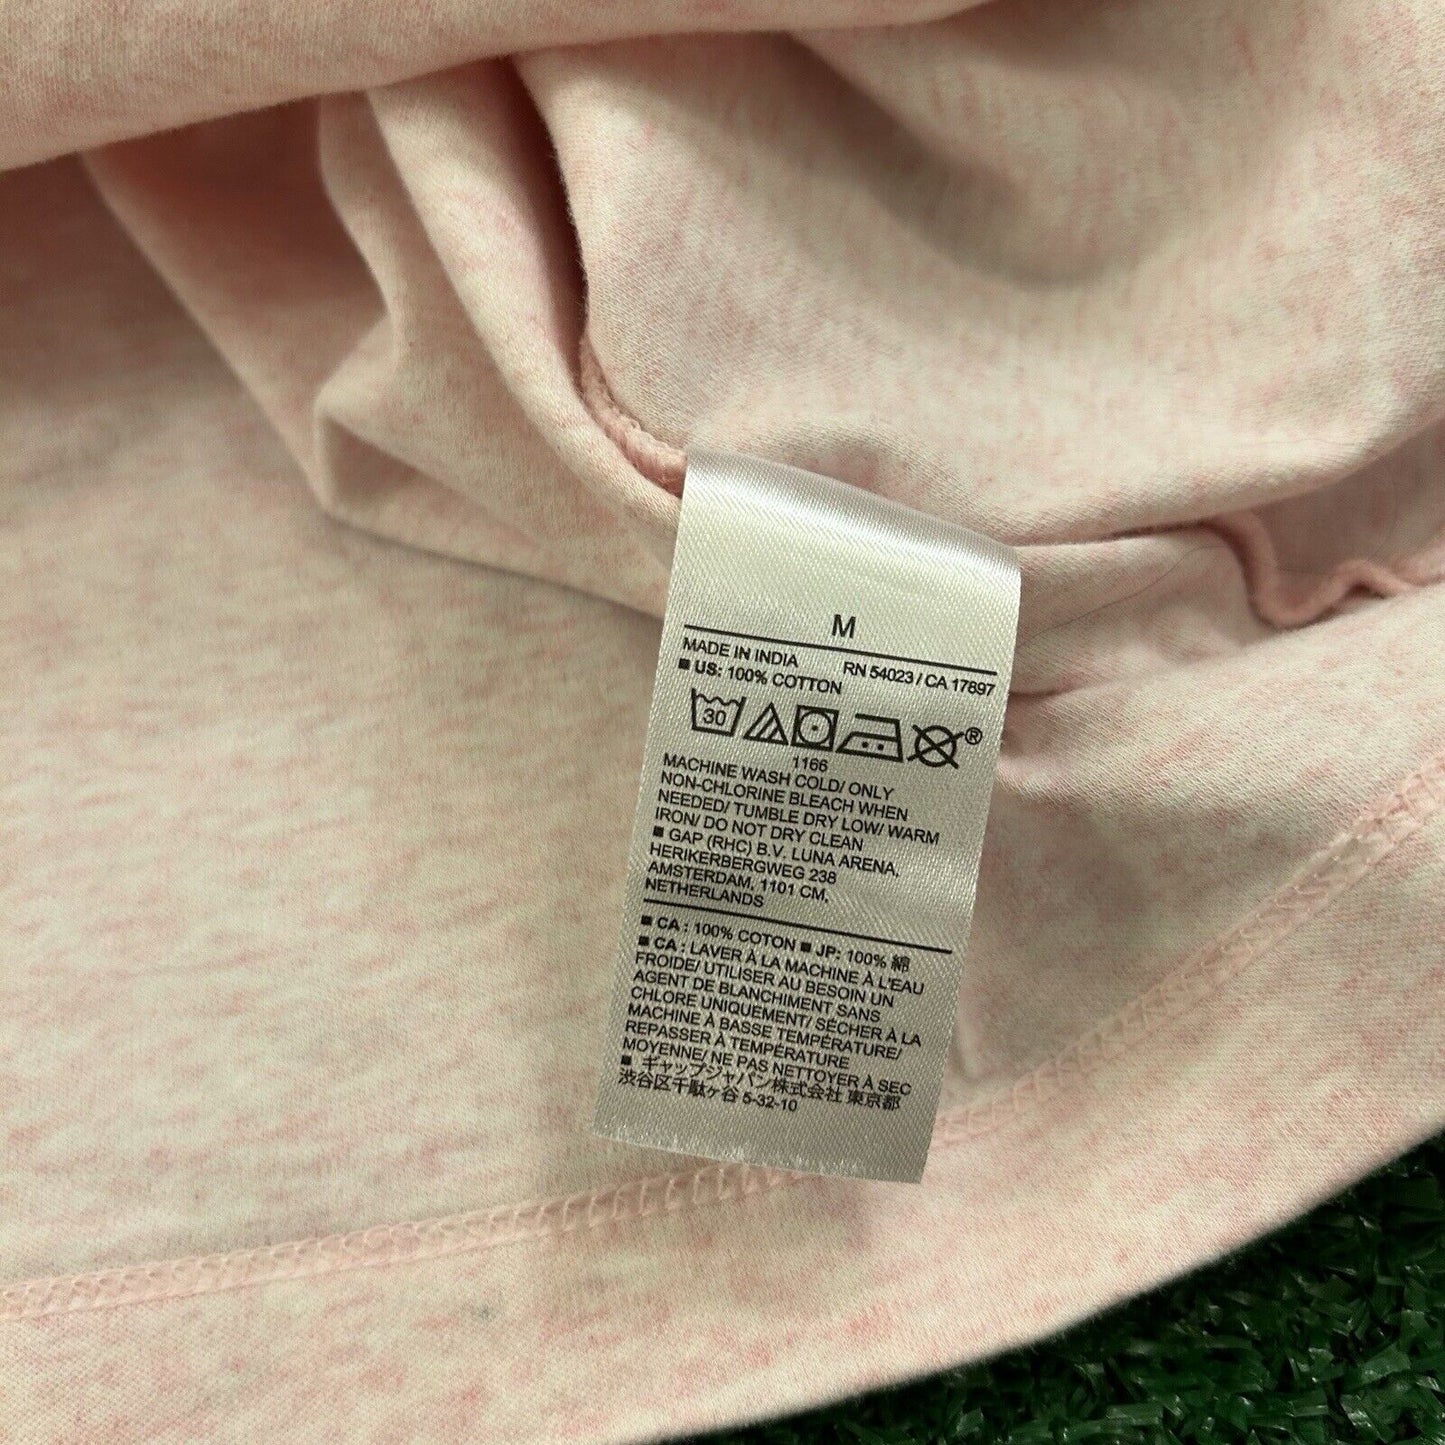 M
MADE IN INDIA RN 54023 / CA 17897
■ US: 100% COTTON
30 ®
1166
MACHINE WASH COLD/ ONLY
NON-CHLORINE BLEACH WHEN
NEEDED/ TUMBLE DRY LOW/ WARM
IRON/ DO NOT DRY CLEAN
■ GAP (RHC) B.V. LUNA ARENA,
HERIKERBERGWEG 238
AMSTERDAM, 1101 CM,
NETHERLANDS
■ CA : 100% COTON ■ JP: 100% 綿
■ CA : LAVER À LA MACHINE À L'EAU
FROIDE/ UTILISER AU BESOIN UN
AGENT DE BLANCHIMENT SANS
CHLORE UNIQUEMENT/ SÉCHER À LA
MACHINE À BASSE TEMPÉRATURE/
REPASSER À TEMPÉRATURE
MOYENNE/ NE PAS NETTOYER À SEC
■ ギャップジャパン株式会社 東京都
渋谷区千駄ヶ谷 5-32-10